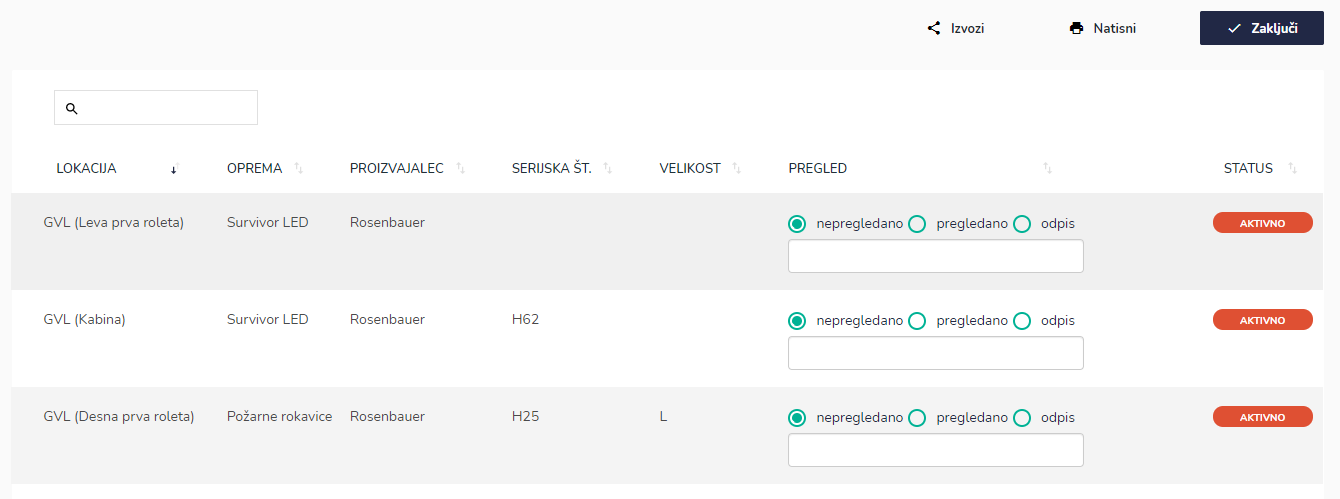 Izvozi Natisni Zaključi
LOKACIJA OPREMA PROIZVAJALEC SERIJSKA ŠT. VELIKOST PREGLED STATUS
GVL (Leva prva roleta) Survivor LED Rosenbauer nepregledano pregledano odpis AKTIVNO
GVL (Kabina) Survivor LED Rosenbauer H62 nepregledano pregledano odpis AKTIVNO
GVL (Desna prva roleta) Požarne rokavice Rosenbauer H25 L nepregledano pregledano odpis AKTIVNO